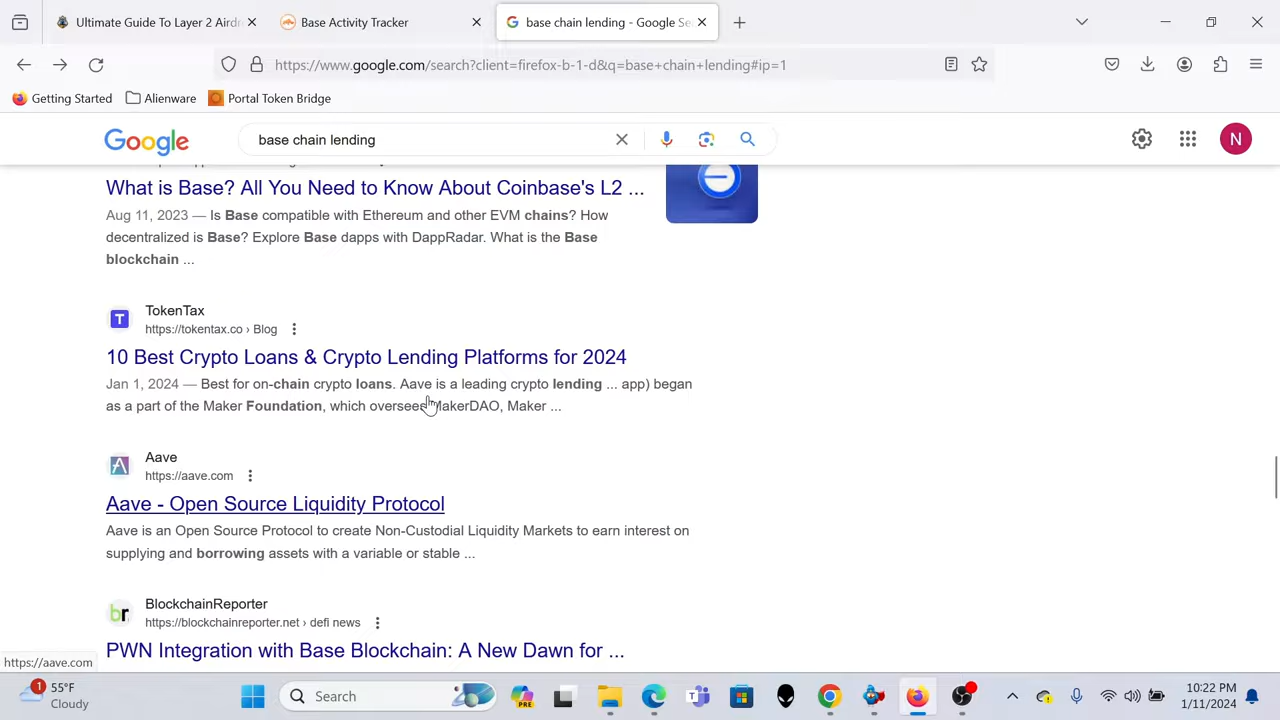 Ultimate Guide To Layer 2 Airdr
Base Activity Tracker
base chain lending - Google Se
https://www.google.com/search?client=firefox-b-1-d&q=base+chain+lending#ip=1
Getting Started
Alienware
Portal Token Bridge
Google
base chain lending
N
What is Base? All You Need to Know About Coinbase's L2 ...
Aug 11, 2023 — Is Base compatible with Ethereum and other EVM chains? How
decentralized is Base? Explore Base dapps with DappRadar. What is the Base
blockchain ...
T
TokenTax
https://tokentax.co › Blog
10 Best Crypto Loans & Crypto Lending Platforms for 2024
Jan 1, 2024 — Best for on-chain crypto loans. Aave is a leading crypto lending ... app) began
as a part of the Maker Foundation, which oversees MakerDAO, Maker ...
Aave
https://aave.com
Aave - Open Source Liquidity Protocol
Aave is an Open Source Protocol to create Non-Custodial Liquidity Markets to earn interest on
supplying and borrowing assets with a variable or stable ...
br
BlockchainReporter
https://blockchainreporter.net › defi news
PWN Integration with Base Blockchain: A New Dawn for ...
https://aave.com
1
55°F
Cloudy
Search
PRE
10:22 PM
1/11/2024